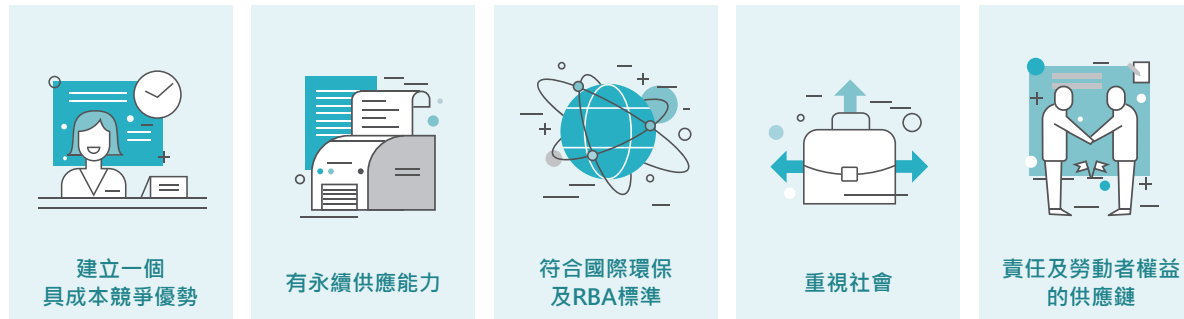 建立一個
具成本競爭優勢
有永續供應能力
符合國際環保
及RBA標準
重視社會
責任及勞動者權益
的供應鏈